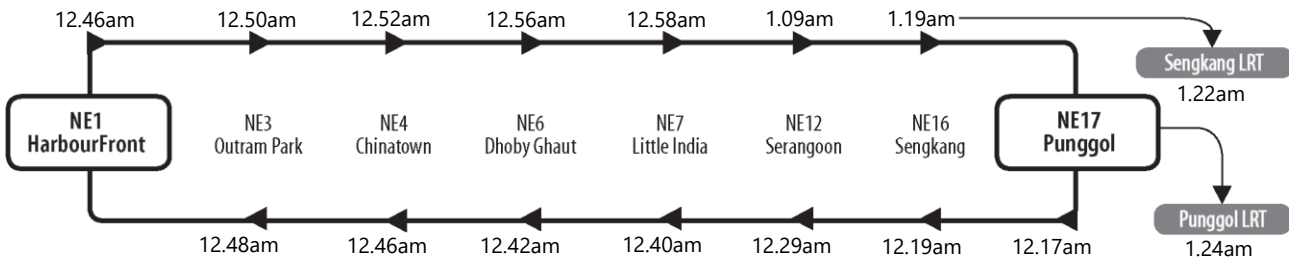 12.46am 12.50am 12.52am 12.56am 12.58am 1.09am 1.19am
Sengkang LRT
1.22am
NE1
HarbourFront
NE3
Outram Park
NE4
Chinatown
NE6
Dhoby Ghaut
NE7
Little India
NE12
Serangoon
NE16
Sengkang
NE17
Punggol
Punggol LRT
1.24am
12.48am 12.46am 12.42am 12.40am 12.29am 12.19am 12.17am